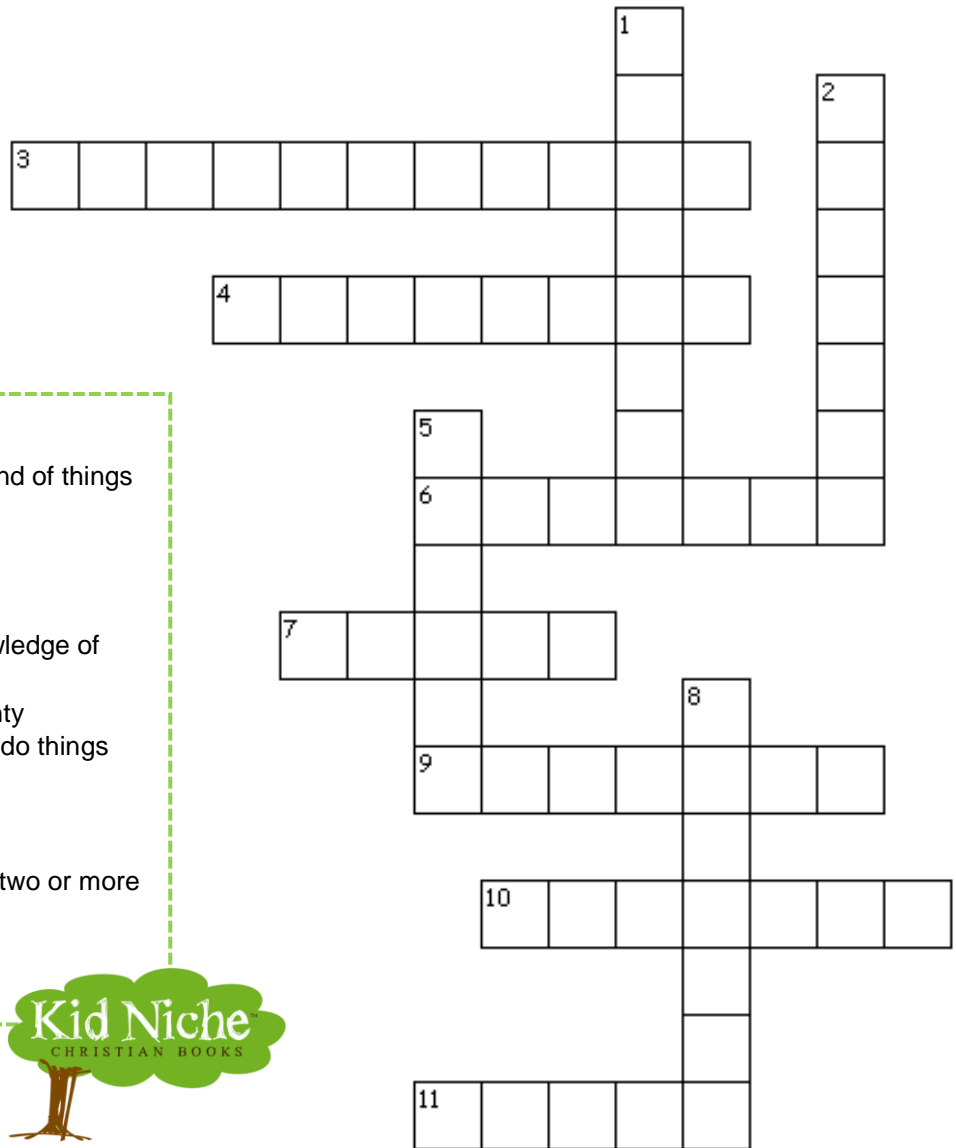 1
2
3
4
5
nd of things
6
7
wledge of
8
nty
do things
9
two or more
10
Kid Niche™
CHRISTIAN BOOKS
11